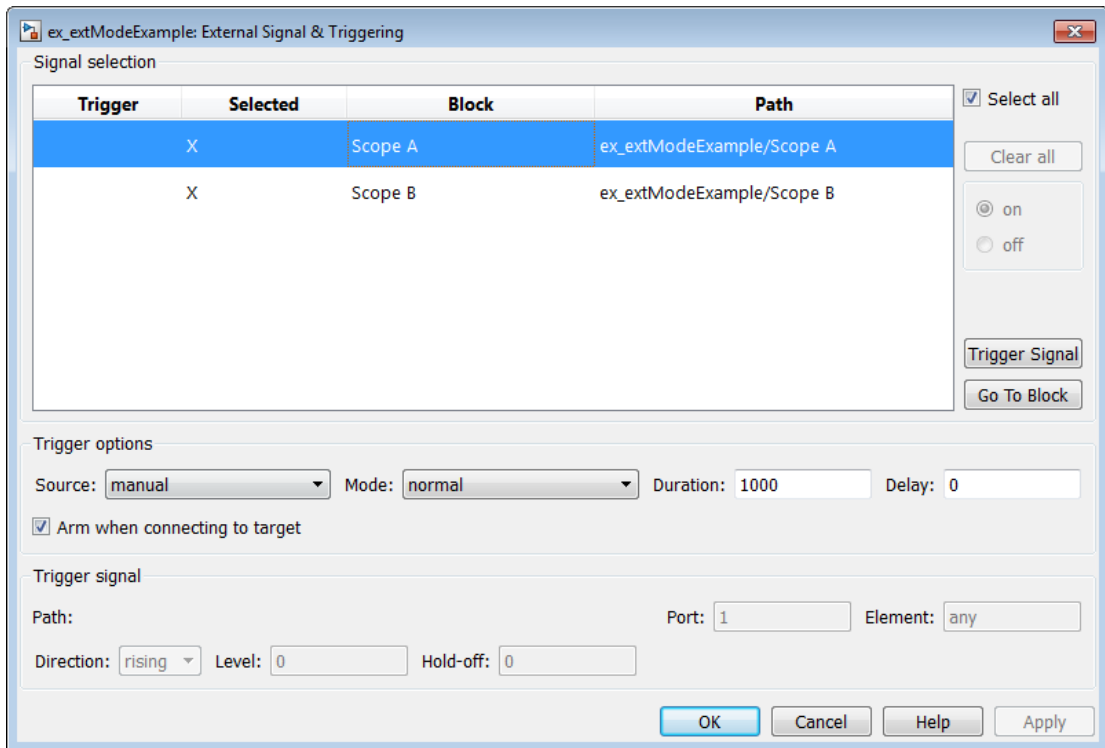 ex_extModeExample: External Signal & Triggering
Signal selection
Trigger Selected Block Path
Select all
X Scope A ex_extModeExample/Scope A
Clear all
X Scope B ex_extModeExample/Scope B
on
off
Trigger Signal
Go To Block
Trigger options
Source: manual Mode: normal Duration: 1000 Delay: 0
Arm when connecting to target
Trigger signal
Path: Port: 1 Element: any
Direction: rising Level: 0 Hold-off: 0
OK Cancel Help Apply